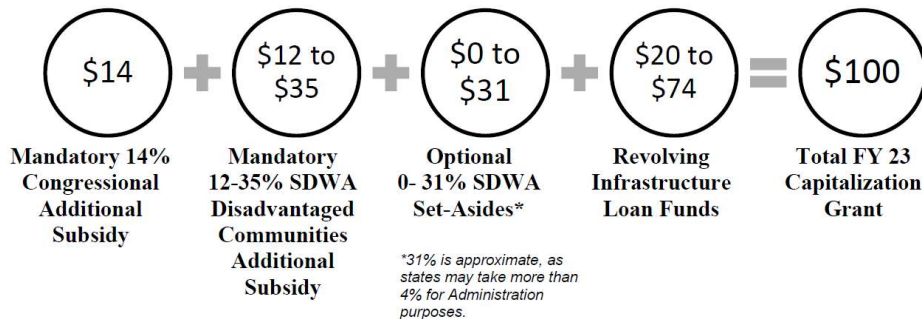 $14
$12 to
$35
$0 to
$31
$20 to
$74
$100
Mandatory 14%
Congressional
Additional
Subsidy
Mandatory
12-35% SDWA
Disadvantaged
Communities
Additional
Subsidy
Optional
0- 31% SDWA
Set-Asides*
*31% is approximate, as
states may take more than
4% for Administration
purposes.
Revolving
Infrastructure
Loan Funds
Total FY 23
Capitalization
Grant